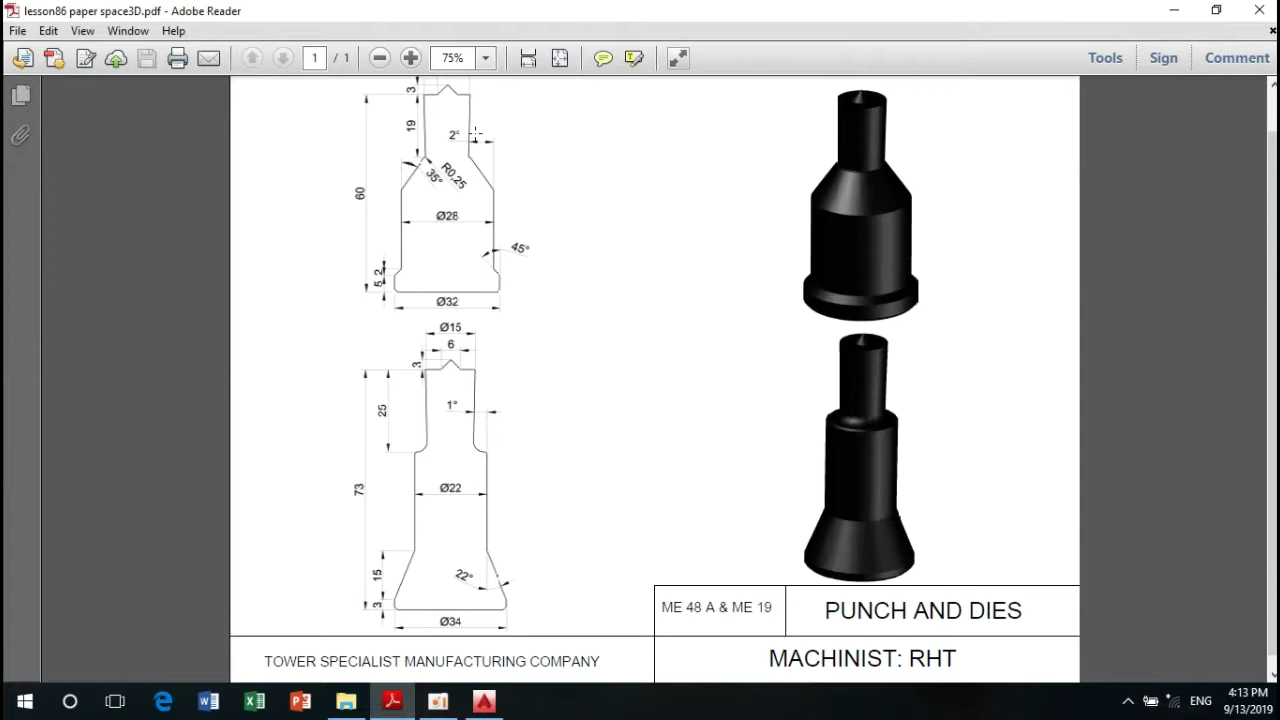 lesson86 paper space3D.pdf - Adobe Reader
File Edit View Window Help
1 / 1 75% Tools Sign Comment
3
19
2°
35°
R0,25
60
Ø28
45°
2
5
Ø32
Ø15
6
3
25
1°
73
Ø22
15
22°
3
Ø34
ME 48 A & ME 19 PUNCH AND DIES
TOWER SPECIALIST MANUFACTURING COMPANY MACHINIST: RHT
ENG 4:13 PM
9/13/2019